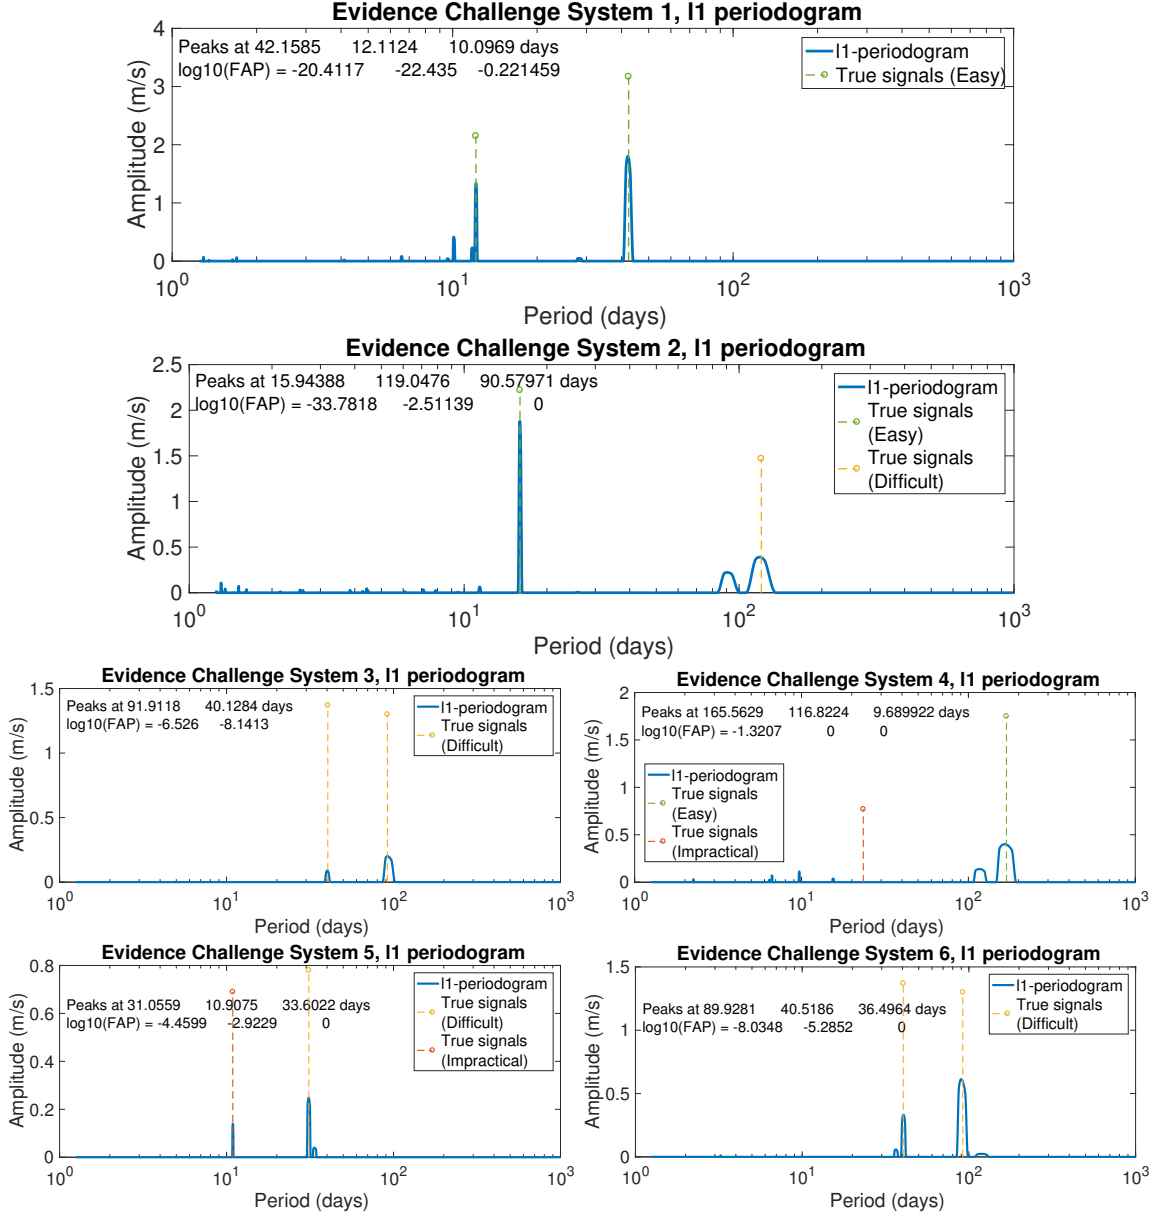 Evidence Challenge System 1, l1 periodogram
Peaks at 42.1585 12.1124 10.0969 days
log10(FAP) = -20.4117 -22.435 -0.221459
l1-periodogram
True signals (Easy)
Amplitude (m/s)
4
3
2
1
0
10^0 10^1 10^2 10^3
Period (days)
Evidence Challenge System 2, l1 periodogram
Peaks at 15.94388 119.0476 90.57971 days
log10(FAP) = -33.7818 -2.51139 0
l1-periodogram
True signals
(Easy)
True signals
(Difficult)
Amplitude (m/s)
2.5
2
1.5
1
0.5
0
10^0 10^1 10^2 10^3
Period (days)
Evidence Challenge System 3, l1 periodogram
Peaks at 91.9118 40.1284 days
log10(FAP) = -6.526 -8.1413
l1-periodogram
True signals
(Difficult)
Amplitude (m/s)
1.5
1
0.5
0
10^0 10^1 10^2 10^3
Period (days)
Evidence Challenge System 4, l1 periodogram
Peaks at 165.5629 116.8224 9.689922 days
log10(FAP) = -1.3207 0 0
l1-periodogram
True signals
(Easy)
True signals
(Impractical)
Amplitude (m/s)
2
1.5
1
0.5
0
10^0 10^1 10^2 10^3
Period (days)
Evidence Challenge System 5, l1 periodogram
Peaks at 31.0559 10.9075 33.6022 days
log10(FAP) = -4.4599 -2.9229 0
l1-periodogram
True signals
(Difficult)
True signals
(Impractical)
Amplitude (m/s)
0.8
0.6
0.4
0.2
0
10^0 10^1 10^2 10^3
Period (days)
Evidence Challenge System 6, l1 periodogram
Peaks at 89.9281 40.5186 36.4964 days
log10(FAP) = -8.0348 -5.2852 0
l1-periodogram
True signals
(Difficult)
Amplitude (m/s)
1.5
1
0.5
0
10^0 10^1 10^2 10^3
Period (days)